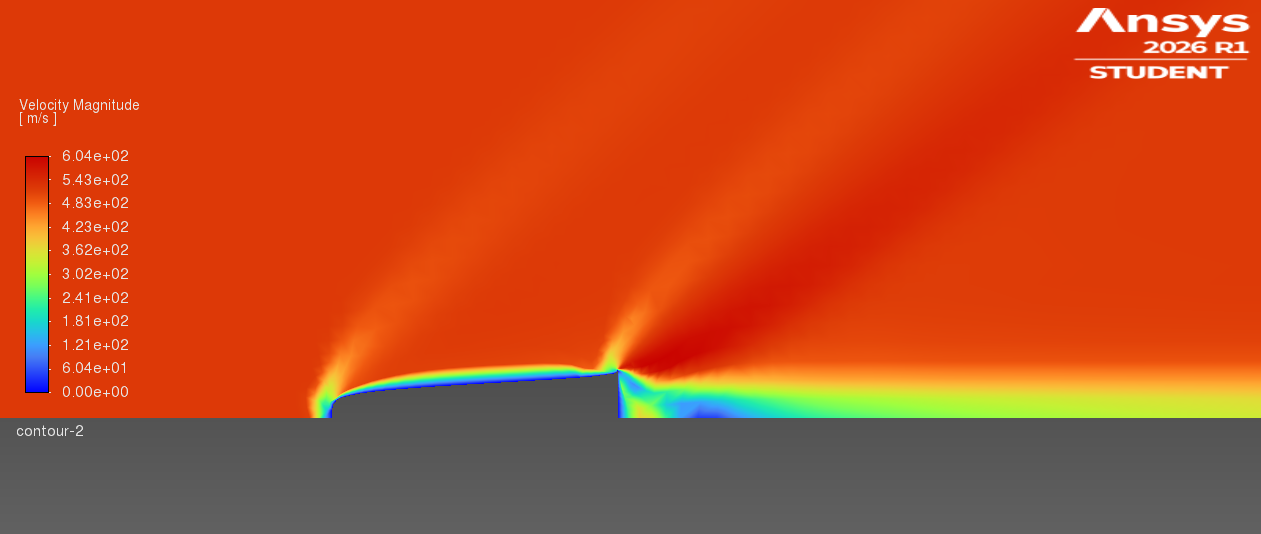 Ansys
2026 R1
STUDENT
Velocity Magnitude
[ m/s ]
6.04e+02
5.43e+02
4.83e+02
4.23e+02
3.62e+02
3.02e+02
2.41e+02
1.81e+02
1.21e+02
6.04e+01
0.00e+00
contour-2